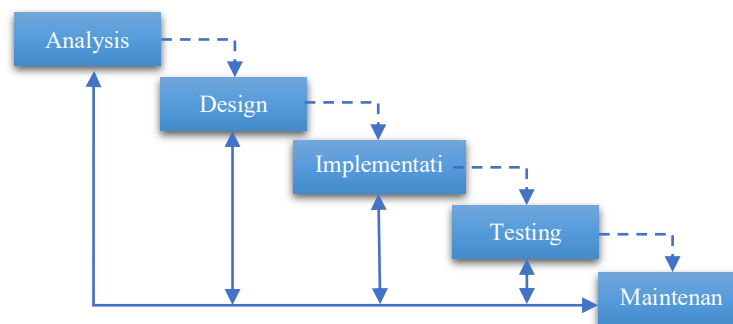 Analysis
Design
Implementati
Testing
Maintenan